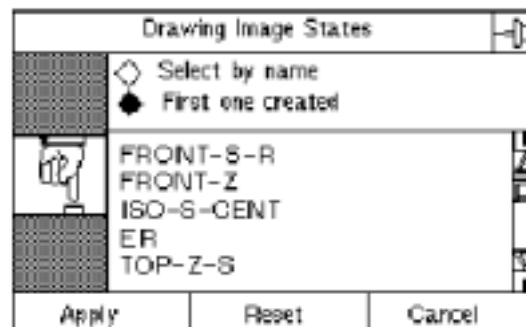 Drawing Image States
Select by name
First one created
FRONT-S-R
FRONT-Z
ISO-S-CENT
ER
TOP-Z-S
Apply Reset Cancel